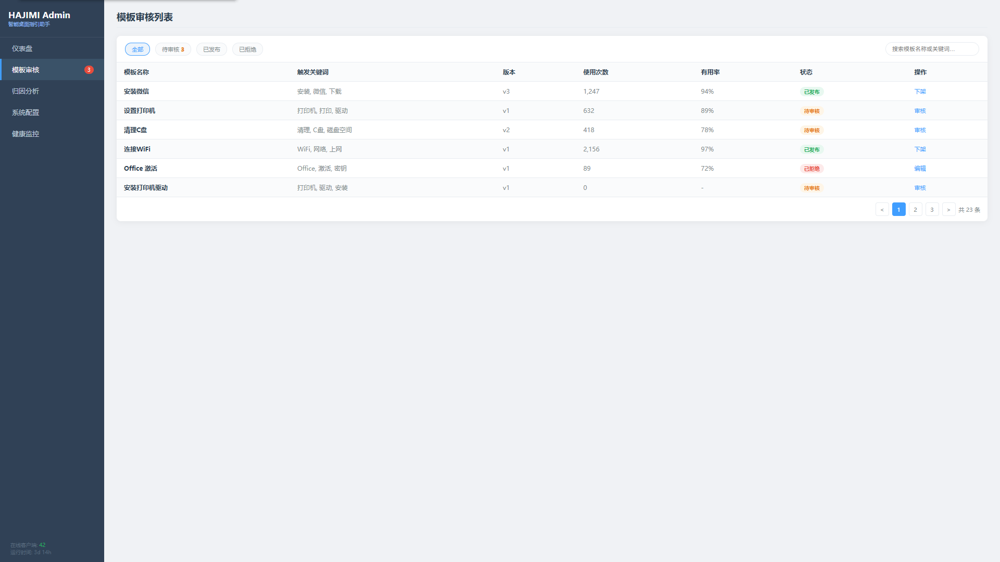 HAJIMI Admin
智能桌面指引助手
仪表盘
模板审核 3
归因分析
系统配置
健康监控
在线客户端: 42
运行时间: 3d 14h
模板审核列表
全部 待审核 3 已发布 已拒绝 搜索模板名称或关键词...
模板名称 触发关键词 版本 使用次数 有用率 状态 操作
安装微信 安装, 微信, 下载 v3 1,247 94% 已发布 下架
设置打印机 打印机, 打印, 驱动 v1 632 89% 待审核 审核
清理C盘 清理, C盘, 磁盘空间 v2 418 78% 待审核 审核
连接WiFi WiFi, 网络, 上网 v1 2,156 97% 已发布 下架
Office 激活 Office, 激活, 密钥 v1 89 72% 已拒绝 编辑
安装打印机驱动 打印机, 驱动, 安装 v1 0 - 待审核 审核
< 1 2 3 > 共 23 条